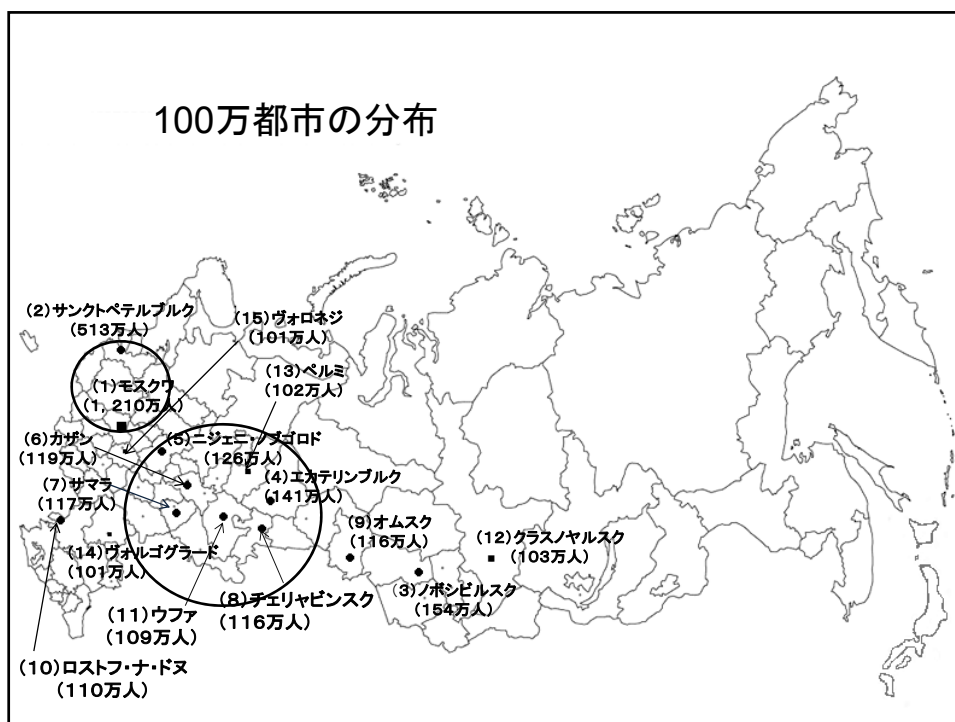 100万都市の分布
(2)サンクトペテルブルク
(513万人)
(15)ヴォロネジ
(101万人)
(13)ペルミ
(102万人)
(1)モスクワ
(1, 210万人)
(6)カザン
(119万人)
(5)ニジェニ・ノブゴロド
(126万人)
(4)エカテリンブルク
(141万人)
(7)サマラ
(117万人)
(9)オムスク
(116万人)
(12)クラスノヤルスク
(103万人)
(14)ヴォルゴグラード
(101万人)
(3)ノボシビルスク
(154万人)
(11)ウファ
(109万人)
(8)チェリャビンスク
(116万人)
(10)ロストフ・ナ・ドヌ
(110万人)